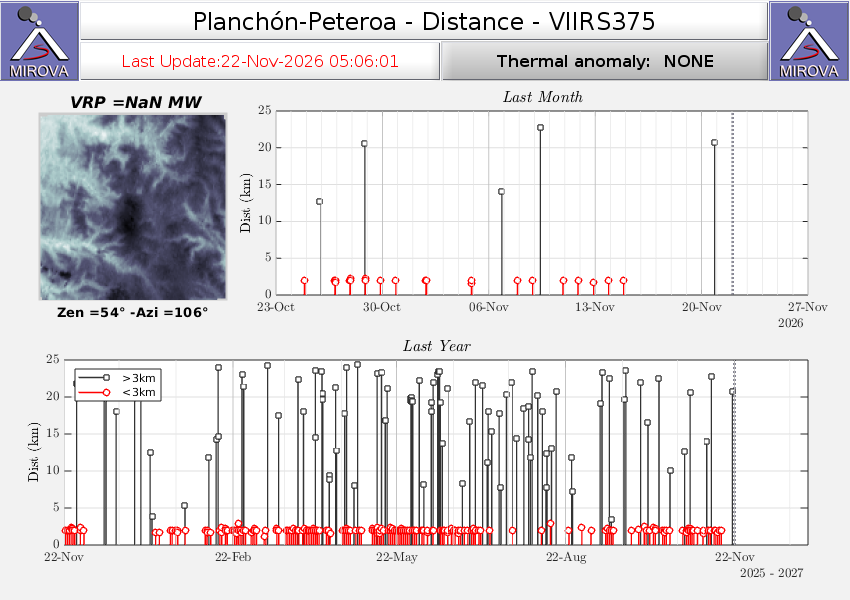 MIROVA
Planchón-Peteroa - Distance - VIIRS375
MIROVA
Last Update:22-Nov-2026 05:06:01
Thermal anomaly: NONE
VRP =NaN MW
Zen =54° -Azi =106°
Last Month
Dist (km)
25
20
15
10
5
0
23-Oct
30-Oct
06-Nov
13-Nov
20-Nov
27-Nov
2026
Last Year
Dist (km)
25
20
15
10
5
0
>3km
<3km
22-Nov
22-Feb
22-May
22-Aug
22-Nov
2025 - 2027